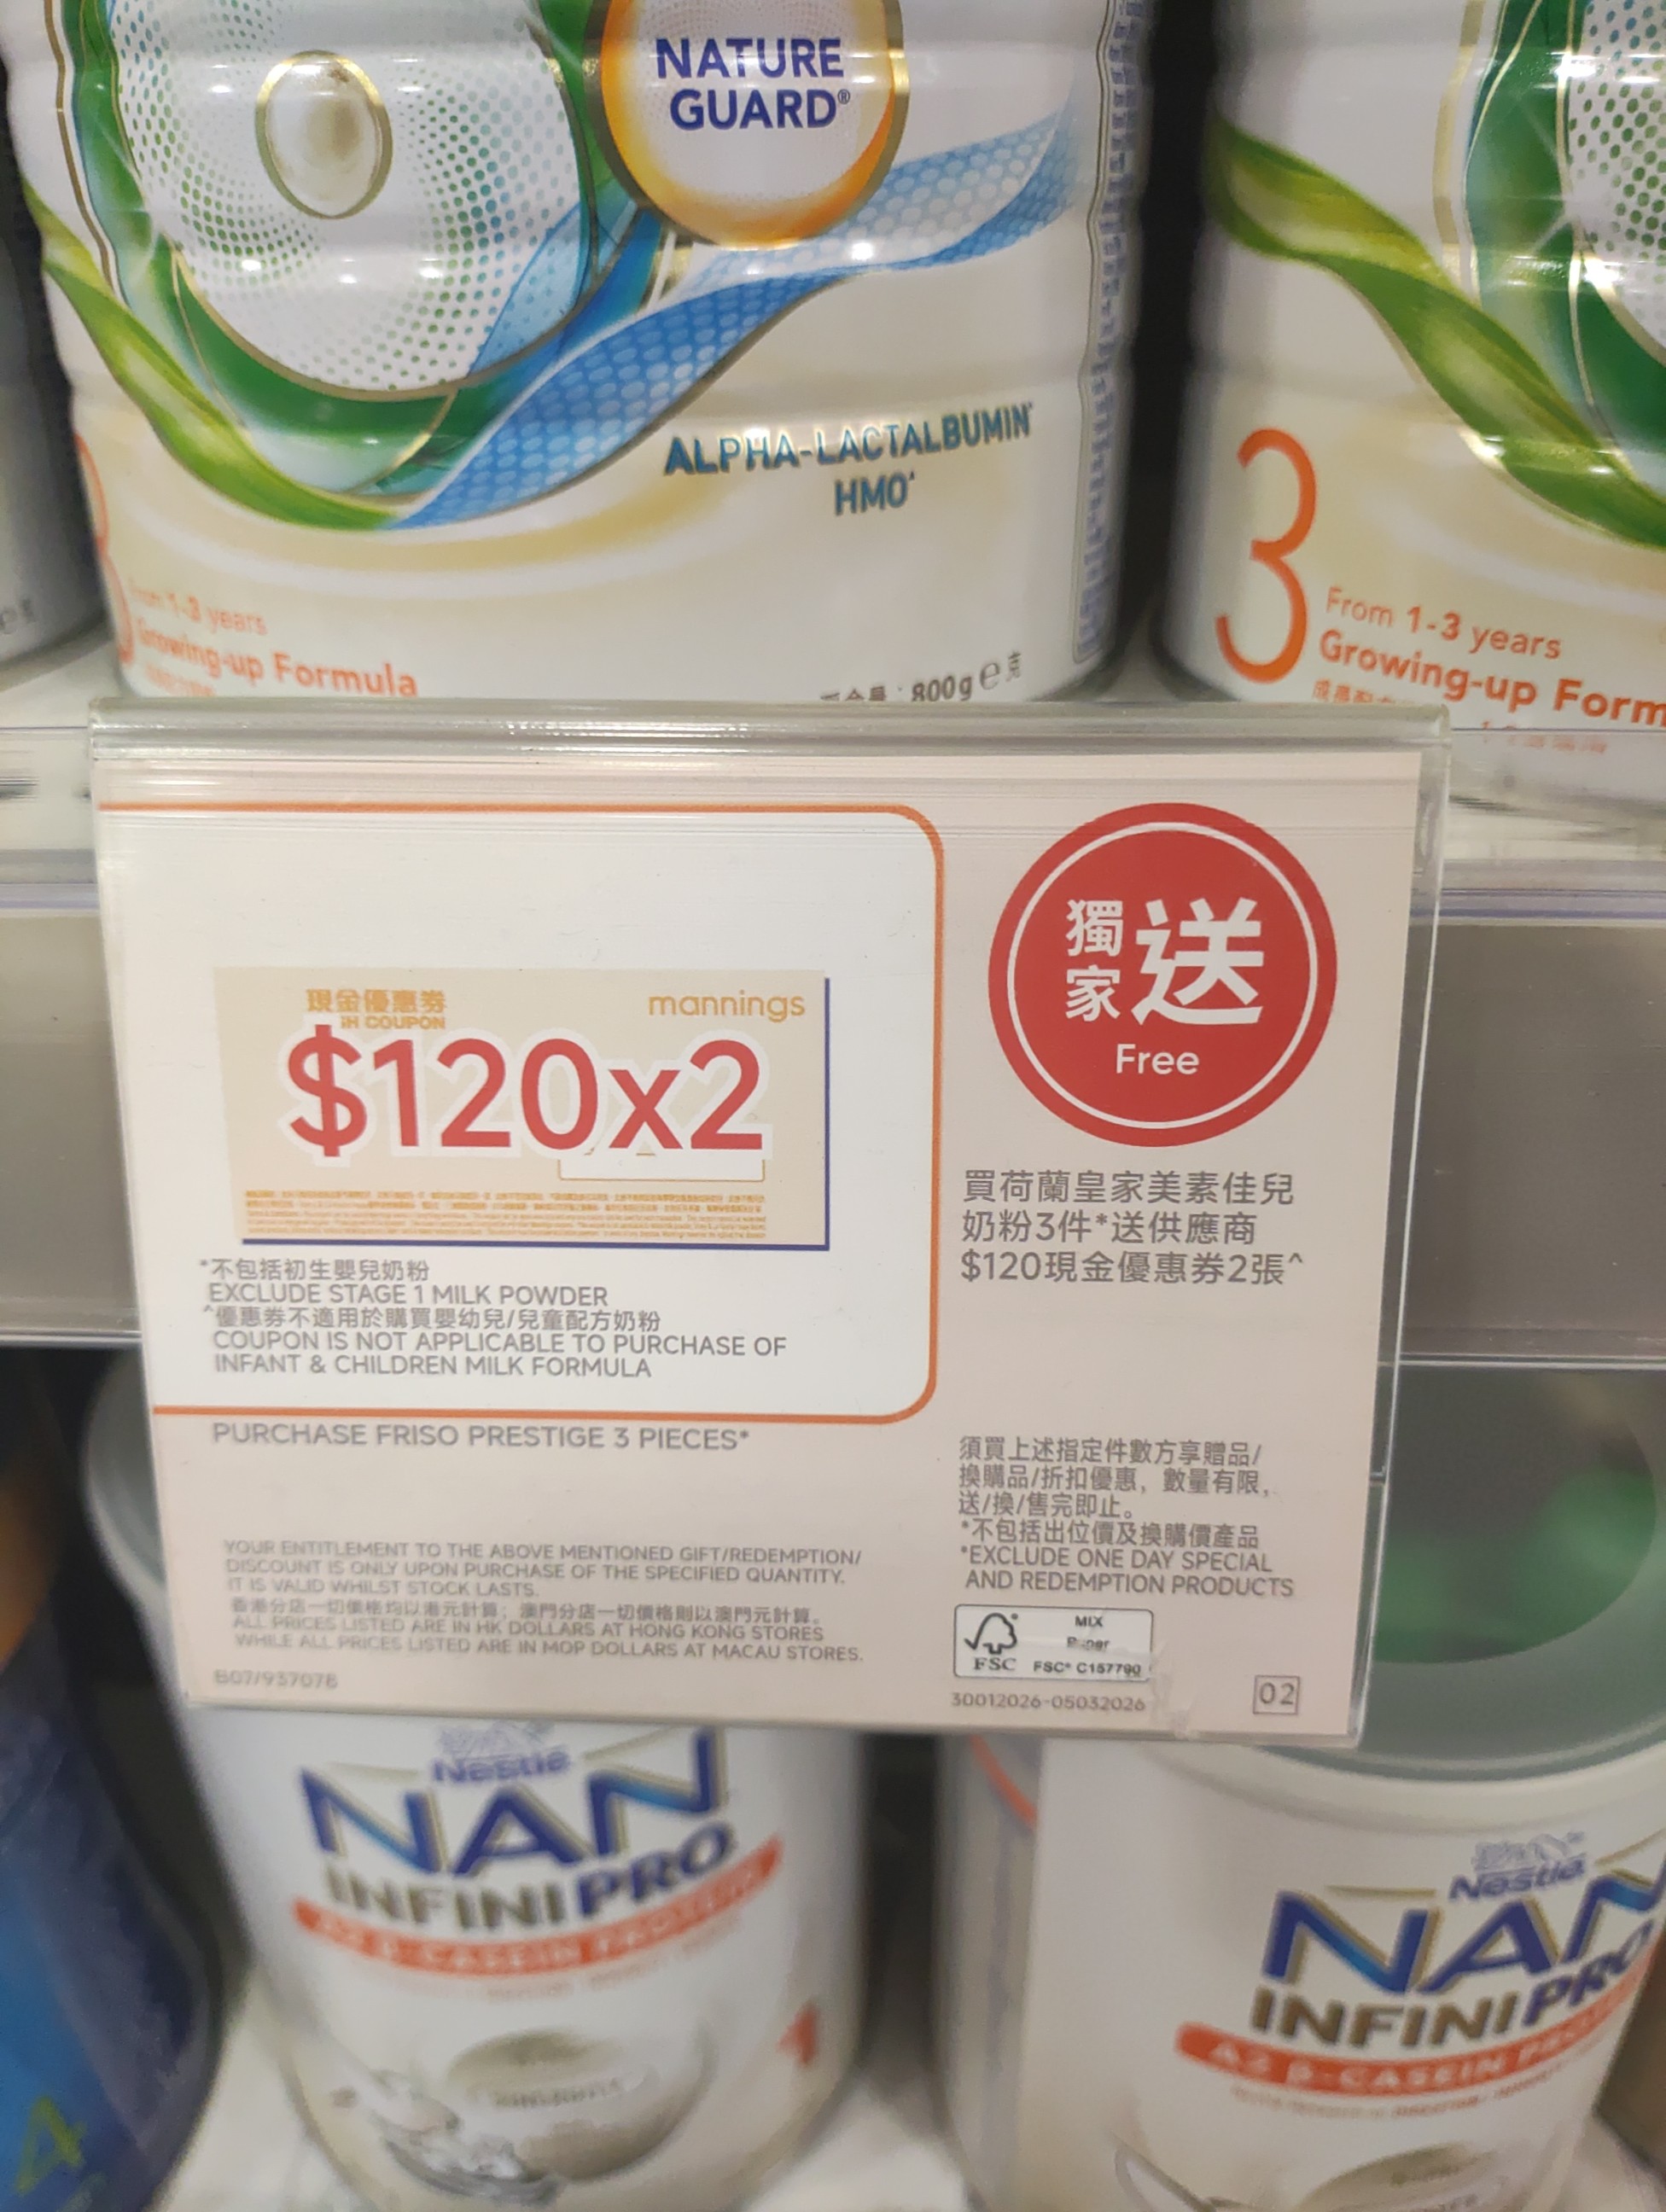 NATURE
GUARD®
ALPHA-LACTALBUMIN
HMO
From 1-3 years
Growing-up Formula
800g e 克
3
From 1-3 years
Growing-up Form
現金優惠券
COUPON
mannings
$120x2
*不包括初生嬰兒奶粉
EXCLUDE STAGE 1 MILK POWDER
^優惠券不適用於購買嬰幼兒/兒童配方奶粉
COUPON IS NOT APPLICABLE TO PURCHASE OF
INFANT & CHILDREN MILK FORMULA
PURCHASE FRISO PRESTIGE 3 PIECES*
YOUR ENTITLEMENT TO THE ABOVE MENTIONED GIFT/REDEMPTION/
DISCOUNT IS ONLY UPON PURCHASE OF THE SPECIFIED QUANTITY.
IT IS VALID WHILST STOCK LASTS.
香港分店一切價格均以港元計算；澳門分店一切價格則以澳門元計算。
ALL PRICES LISTED ARE IN HK DOLLARS AT HONG KONG STORES
WHILE ALL PRICES LISTED ARE IN MOP DOLLARS AT MACAU STORES.
B07/937078
獨家送
Free
買荷蘭皇家美素佳兒
奶粉3件*送供應商
$120現金優惠券2張^
須買上述指定件數方享贈品/
換購品/折扣優惠，數量有限，
送/換/售完即止。
*不包括出位價及換購價產品
*EXCLUDE ONE DAY SPECIAL
AND REDEMPTION PRODUCTS
MIX
Paper
FSC
FSC® C157790
30012026-05032026
02
Nestlé
NAN
INFINIPRO
A2 β-CASEIN PROTEIN
1
Nestlé
NAN
INFINIPRO
A2 β-CASEIN
4